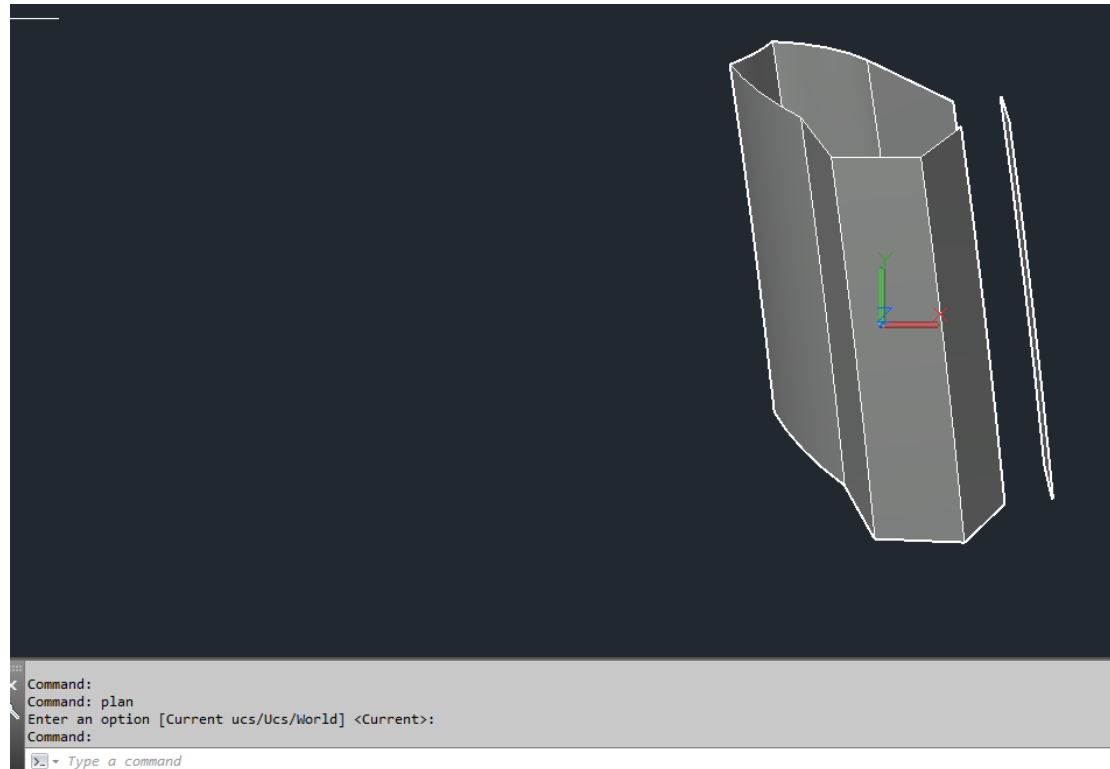 Y
Z
X
Command:
Command: plan
Enter an option [Current ucs/Ucs/World] <Current>:
Command:
Type a command